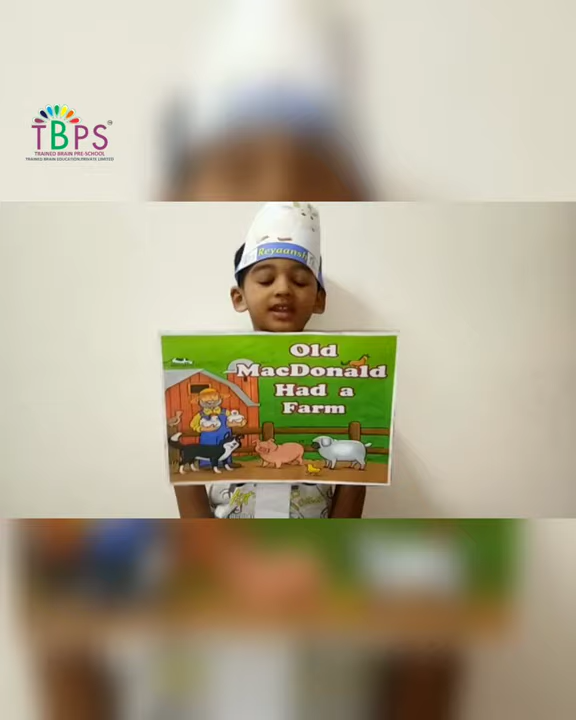 TBPS
TRAINED BRAIN PRE-SCHOOL
TRAINED BRAIN EDUCATION PRIVATE LIMITED
Reyaansh
Old
MacDonald
Had a
Farm